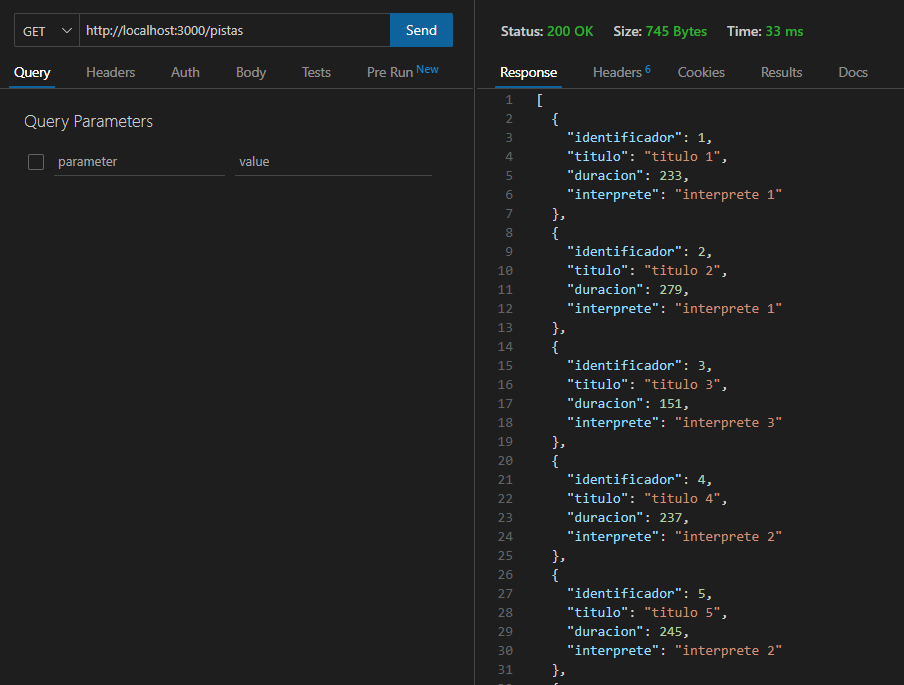 GET http://localhost:3000/pistas Send
Query Headers Auth Body Tests Pre Run New
Query Parameters
parameter value
Status: 200 OK Size: 745 Bytes Time: 33 ms
Response Headers 6 Cookies Results Docs
1 [
2 {
3 "identificador": 1,
4 "titulo": "titulo 1",
5 "duracion": 233,
6 "interprete": "interprete 1"
7 },
8 {
9 "identificador": 2,
10 "titulo": "titulo 2",
11 "duracion": 279,
12 "interprete": "interprete 1"
13 },
14 {
15 "identificador": 3,
16 "titulo": "titulo 3",
17 "duracion": 151,
18 "interprete": "interprete 3"
19 },
20 {
21 "identificador": 4,
22 "titulo": "titulo 4",
23 "duracion": 237,
24 "interprete": "interprete 2"
25 },
26 {
27 "identificador": 5,
28 "titulo": "titulo 5",
29 "duracion": 245,
30 "interprete": "interprete 2"
31 },